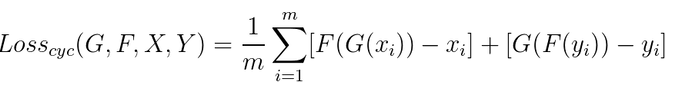 Loss_{cyc}(G, F, X, Y) = \frac{1}{m} \sum_{i=1}^{m} [F(G(x_i)) - x_i] + [G(F(y_i)) - y_i]